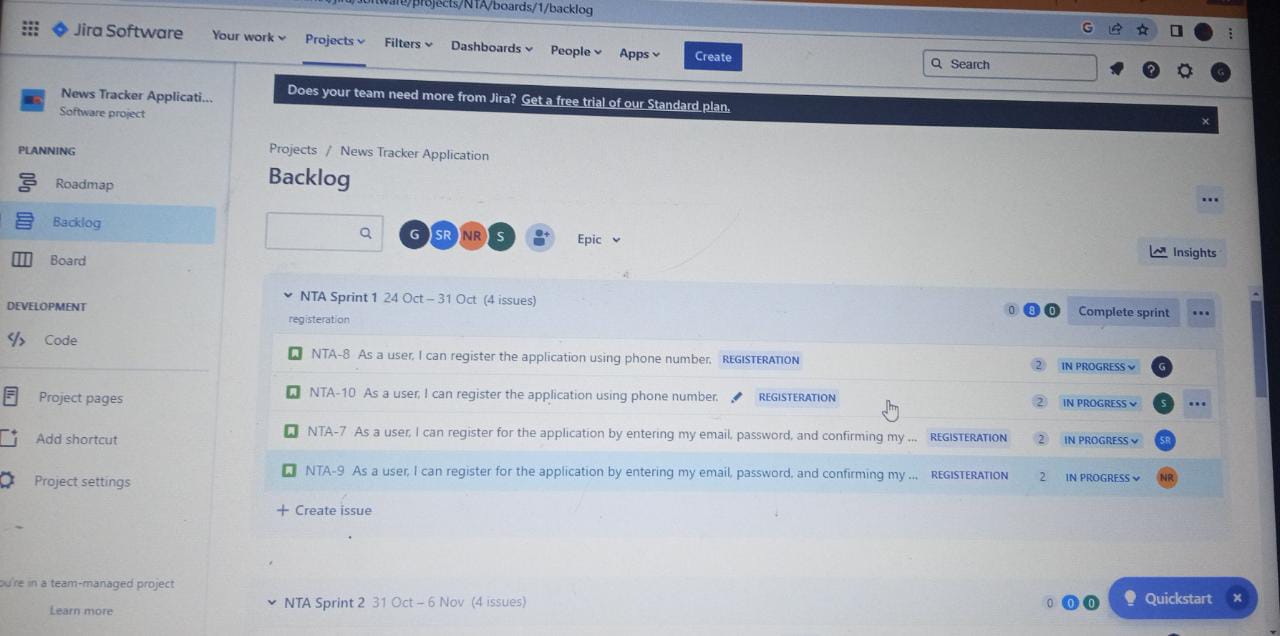 /software/projects/NTA/boards/1/backlog
Jira Software Your work Projects Filters Dashboards People Apps Create Search
G
News Tracker Applicati...
Software project
Does your team need more from Jira? Get a free trial of our Standard plan.
PLANNING
Roadmap
Backlog
Board
DEVELOPMENT
Code
Project pages
Add shortcut
Project settings
You're in a team-managed project
Learn more
Projects / News Tracker Application
Backlog
G SR NR S Epic
Insights
NTA Sprint 1 24 Oct – 31 Oct (4 issues) 0 8 0 Complete sprint
registeration
NTA-8 As a user, I can register the application using phone number. REGISTERATION 2 IN PROGRESS G
NTA-10 As a user, I can register the application using phone number. REGISTERATION 2 IN PROGRESS S
NTA-7 As a user, I can register for the application by entering my email, password, and confirming my ... REGISTERATION 2 IN PROGRESS SR
NTA-9 As a user, I can register for the application by entering my email, password, and confirming my ... REGISTERATION 2 IN PROGRESS NR
+ Create issue
NTA Sprint 2 31 Oct – 6 Nov (4 issues) 0 0 0
Quickstart